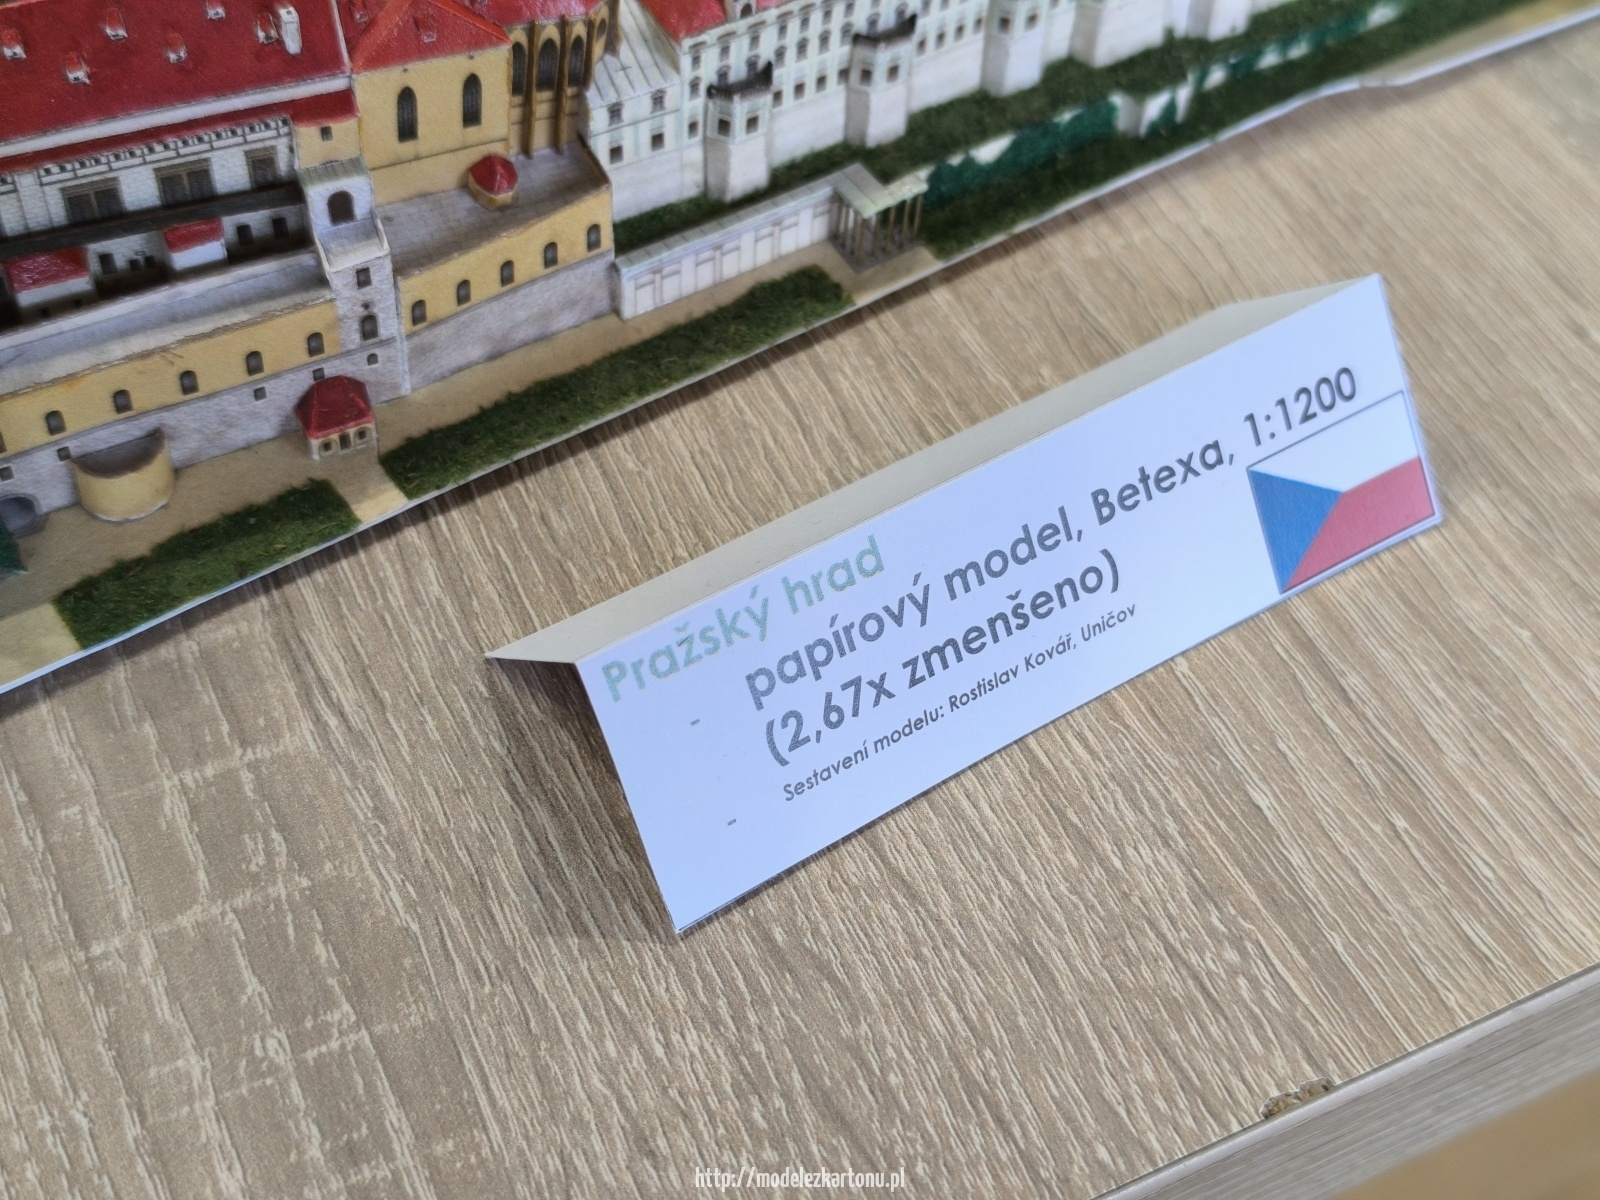 Pražský hrad
- papírový model, Betexa, 1:1200
(2,67x zmenšeno)
- Sestavení modelu: Rostislav Kovář, Uničov
http://modelezkartonu.pl